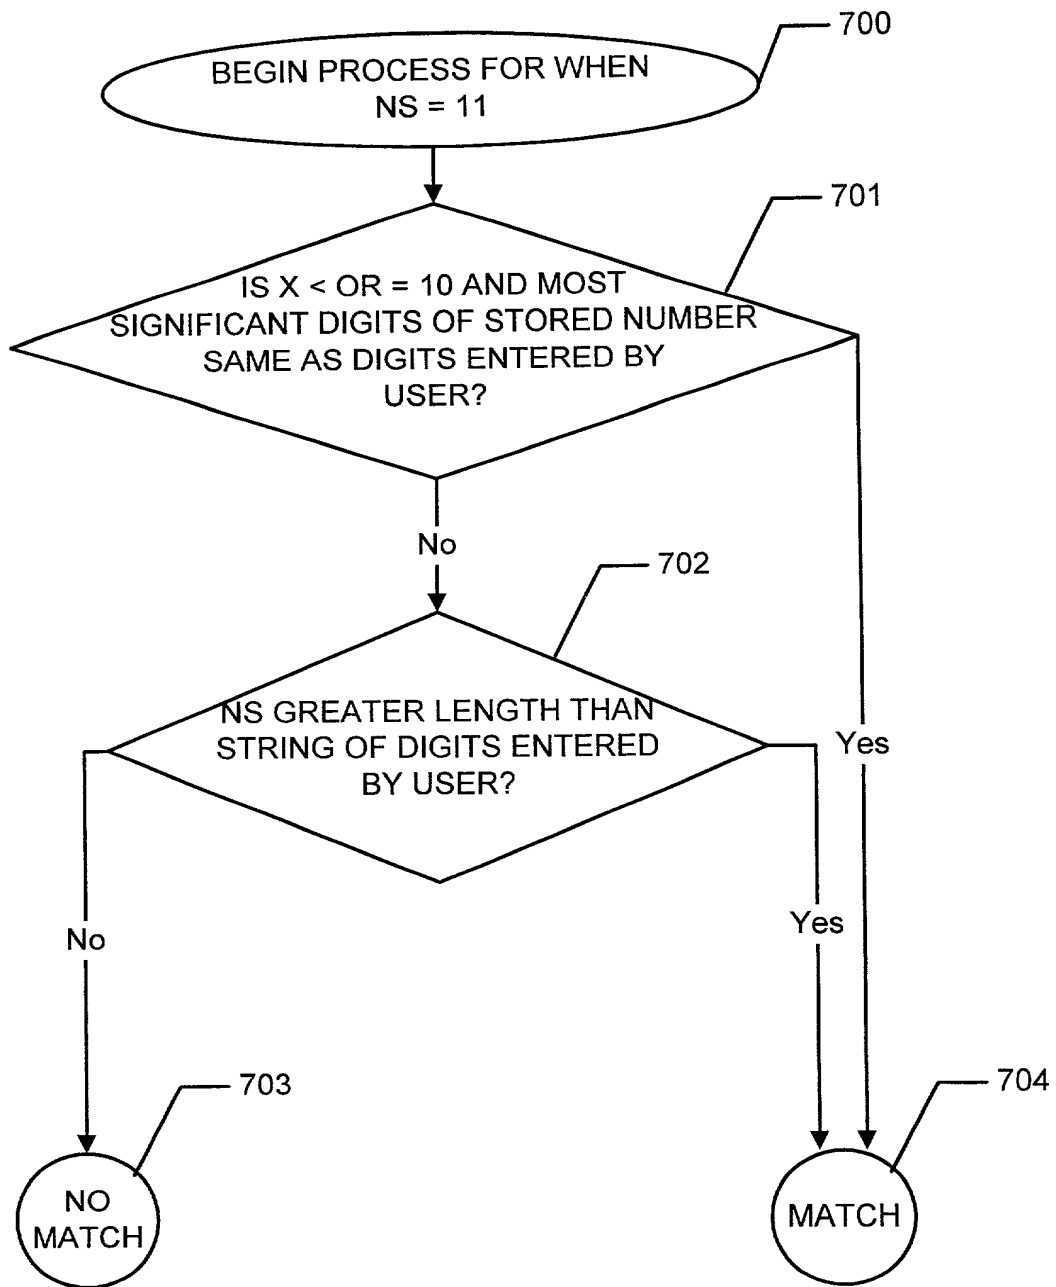 700
BEGIN PROCESS FOR WHEN
NS = 11
701
IS X < OR = 10 AND MOST
SIGNIFICANT DIGITS OF STORED NUMBER
SAME AS DIGITS ENTERED BY
USER?
No
702
NS GREATER LENGTH THAN
STRING OF DIGITS ENTERED
BY USER?
Yes
No
Yes
703
704
NO
MATCH
MATCH